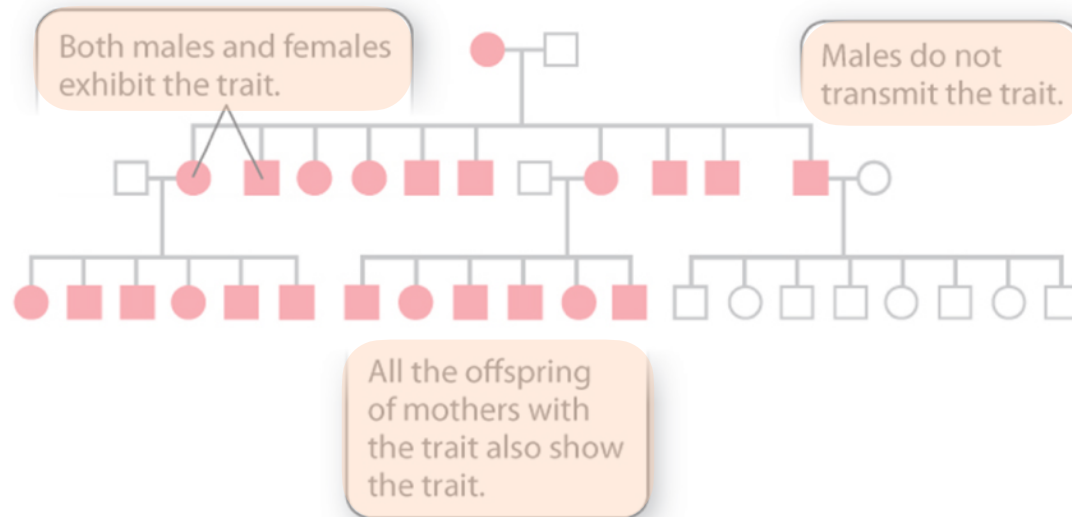 Both males and females
exhibit the trait.
Males do not
transmit the trait.
All the offspring
of mothers with
the trait also show
the trait.